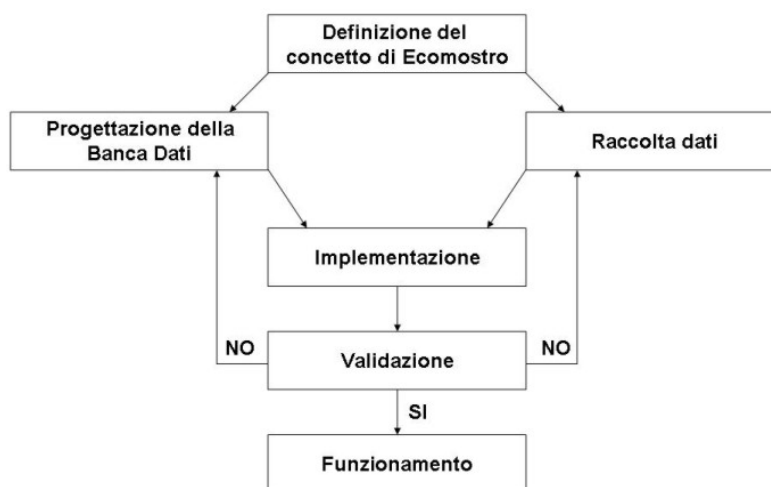 Definizione del
concetto di Ecomostro
Progettazione della
Banca Dati
Raccolta dati
Implementazione
NO
Validazione
NO
SI
Funzionamento